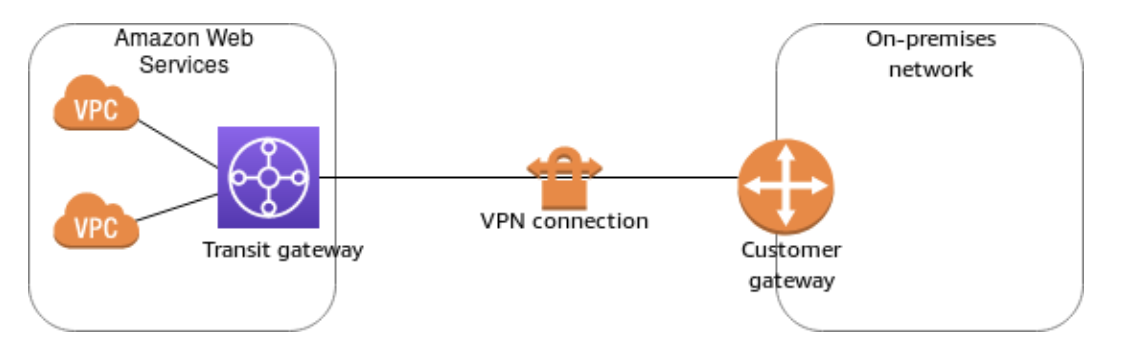 Amazon Web
Services
VPC
VPC
Transit gateway
VPN connection
On-premises
network
Customer
gateway